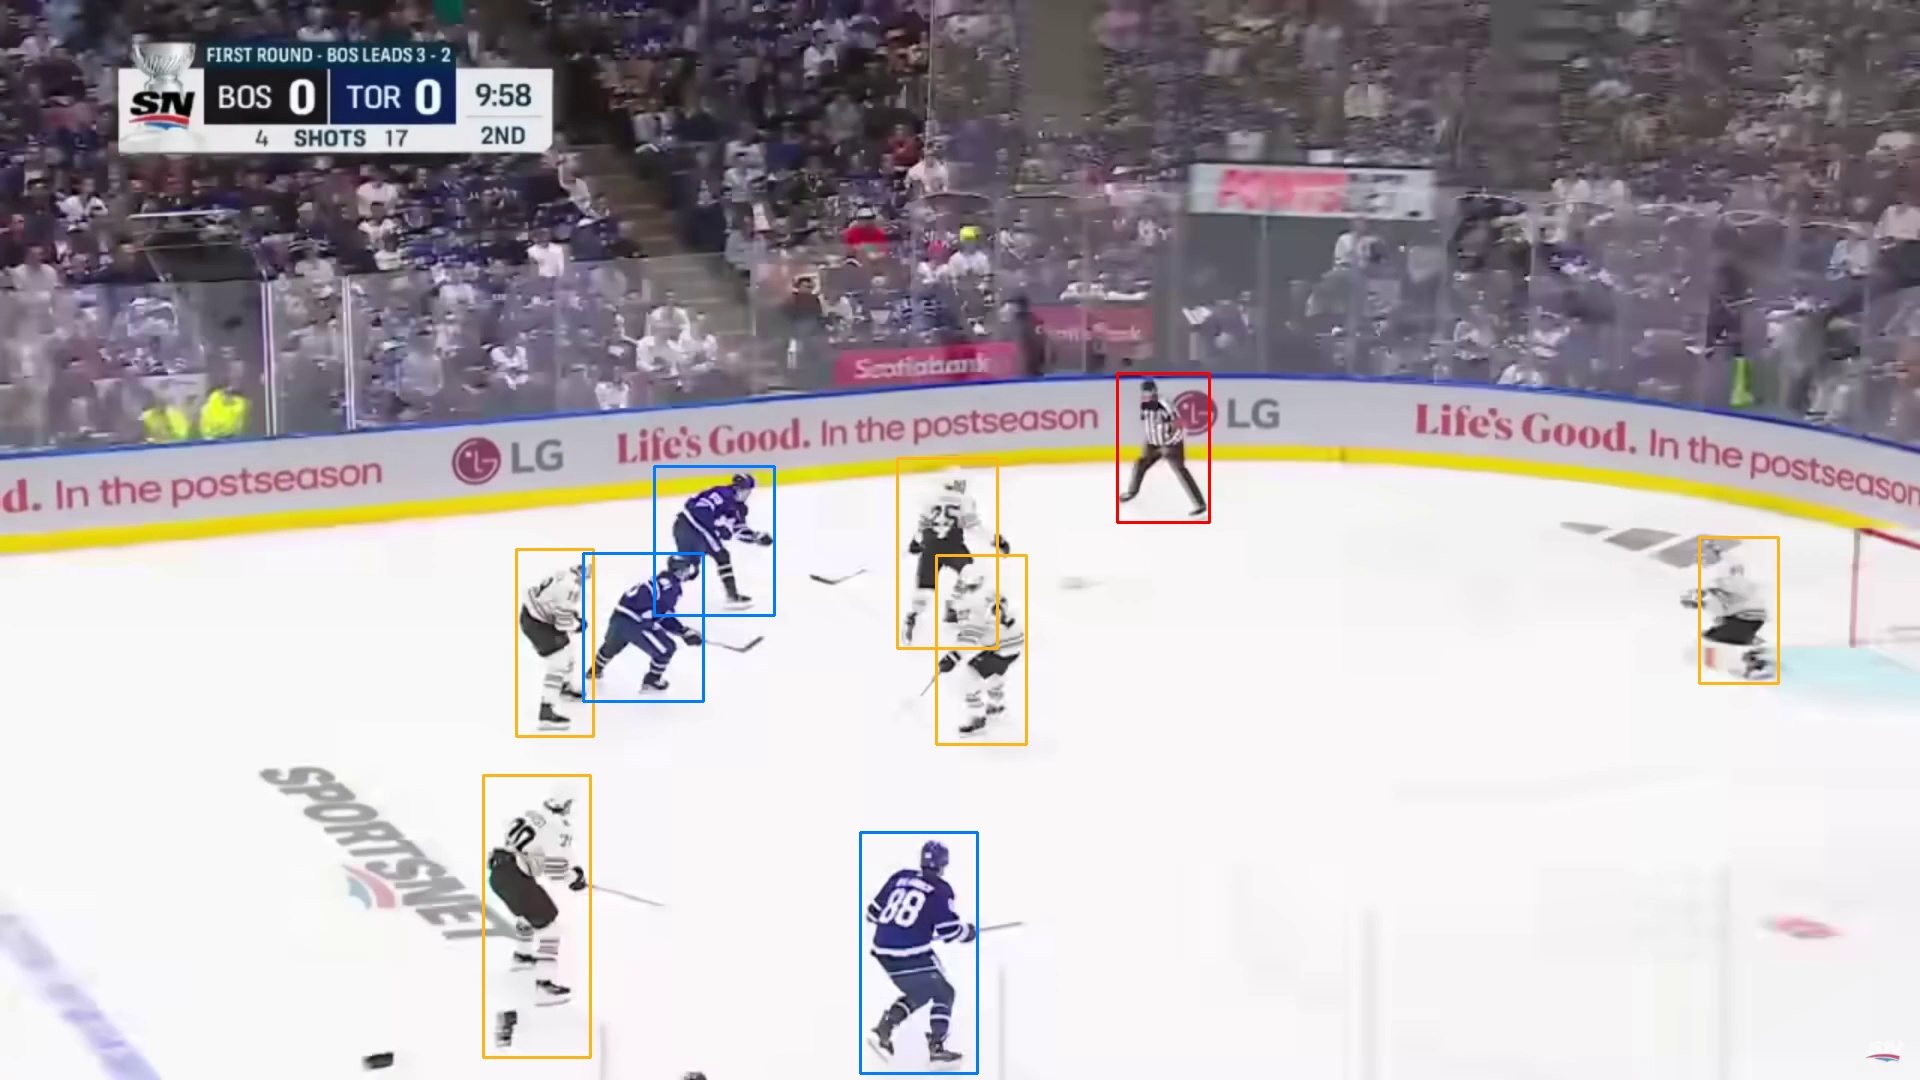 FIRST ROUND - BOS LEADS 3 - 2
SN BOS 0 TOR 0 9:58
4 SHOTS 17 2ND
Scotiabank
d. In the postseason LG Life's Good. In the postseason LG Life's Good. In the postseason
25
SPORTSNET
88
SN